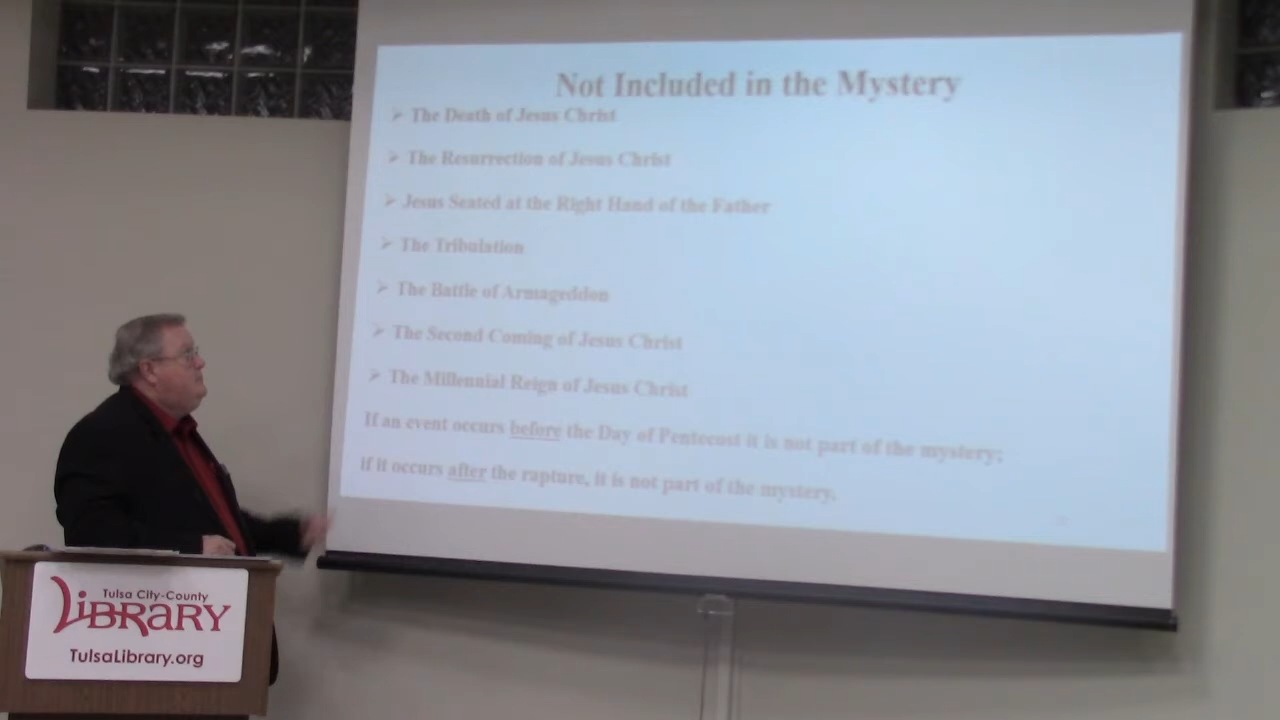 Not Included in the Mystery
➢ The Death of Jesus Christ
➢ The Resurrection of Jesus Christ
➢ Jesus Seated at the Right Hand of the Father
➢ The Tribulation
➢ The Battle of Armageddon
➢ The Second Coming of Jesus Christ
➢ The Millennial Reign of Jesus Christ
If an event occurs before the Day of Pentecost it is not part of the mystery;
if it occurs after the rapture, it is not part of the mystery.
Tulsa City-County
LiBRARY
TulsaLibrary.org